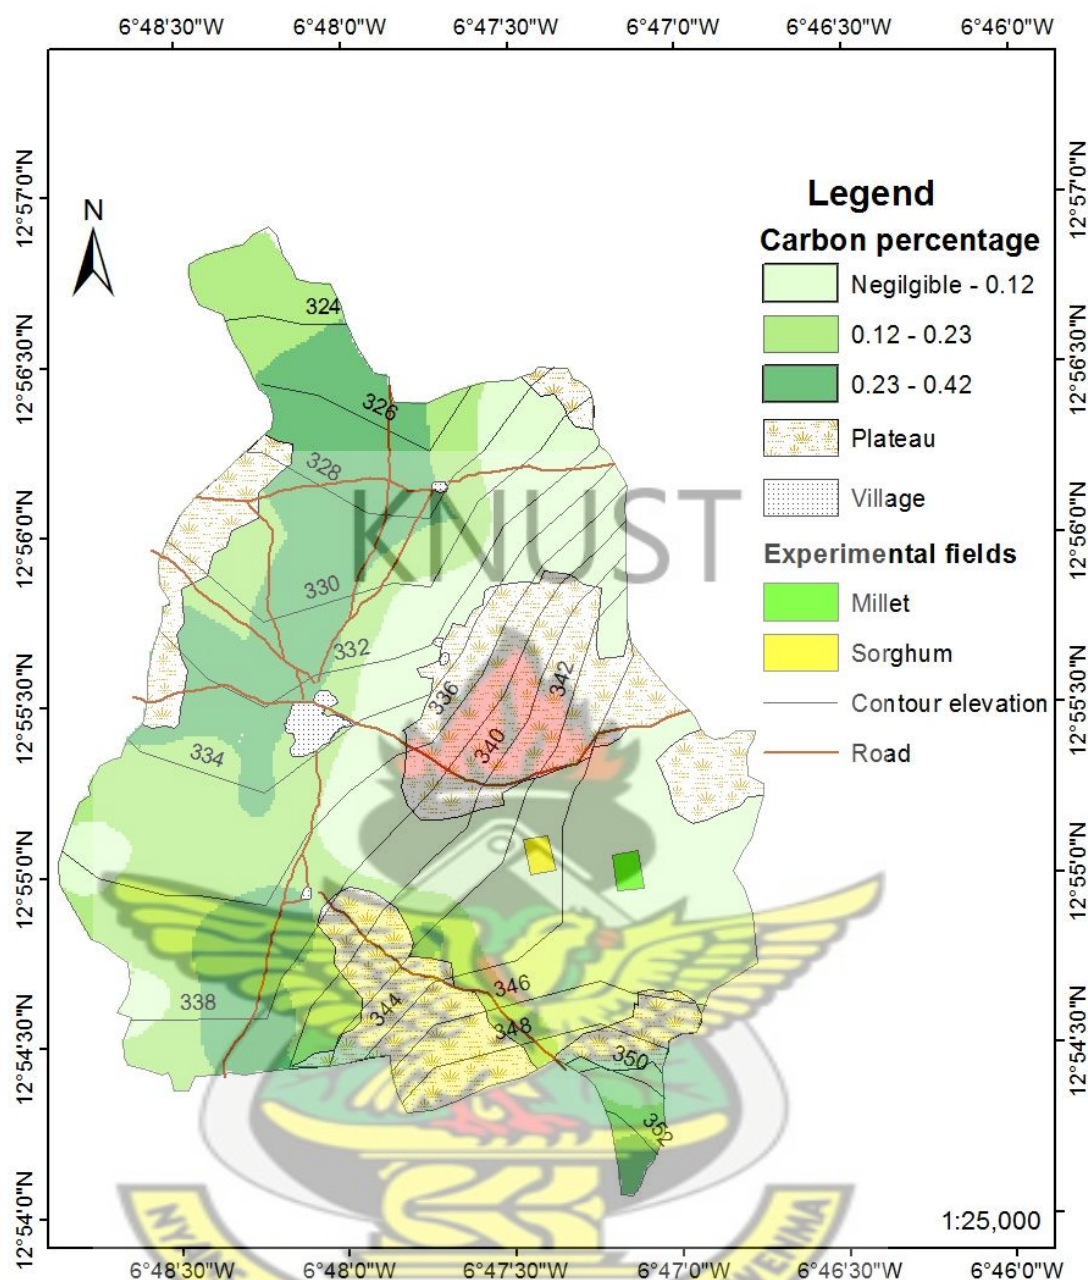 6°48'30"W 6°48'0"W 6°47'30"W 6°47'0"W 6°46'30"W 6°46'0"W
12°57'0"N
12°57'0"N
N
Legend
Carbon percentage
Negilgible - 0.12
0.12 - 0.23
0.23 - 0.42
Plateau
Village
Experimental fields
Millet
Sorghum
Contour elevation
Road
324
12°56'30"N
12°56'30"N
326
328
KNUST
12°56'0"N
12°56'0"N
330
332
336
342
12°55'30"N
12°55'30"N
334
340
12°55'0"N
12°55'0"N
338
344
346
348
12°54'30"N
12°54'30"N
350
352
12°54'0"N
12°54'0"N
1:25,000
6°48'30"W 6°48'0"W 6°47'30"W 6°47'0"W 6°46'30"W 6°46'0"W